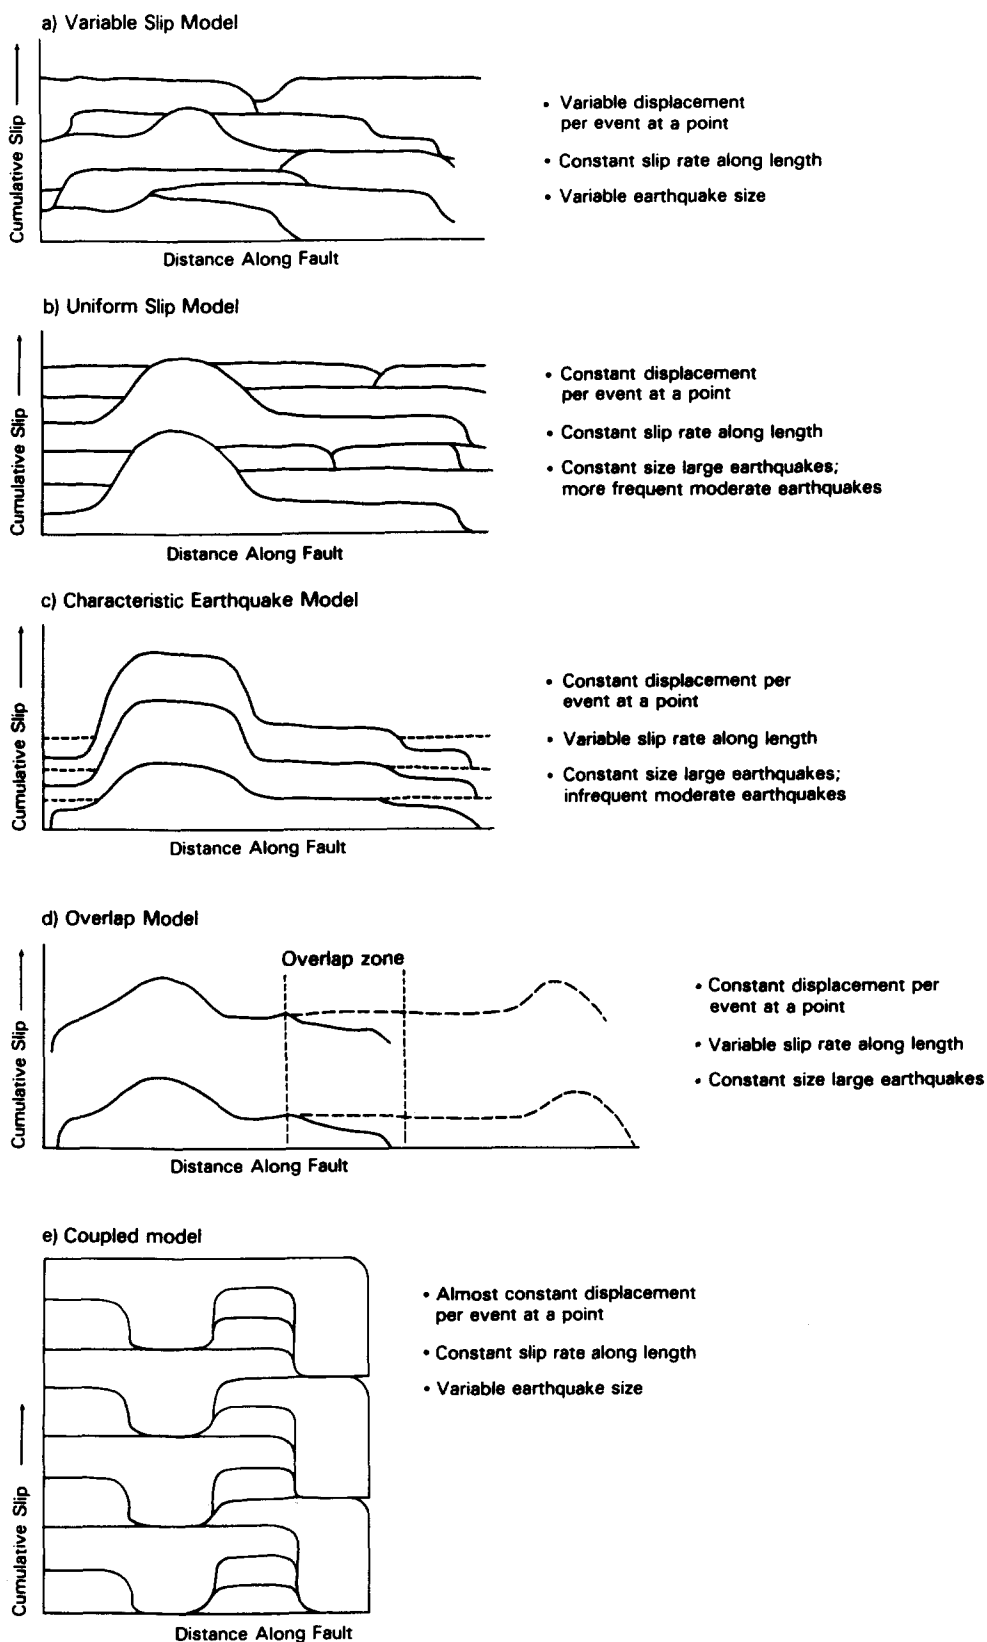 a) Variable Slip Model
Cumulative Slip
Distance Along Fault
• Variable displacement
per event at a point
• Constant slip rate along length
• Variable earthquake size
b) Uniform Slip Model
Cumulative Slip
Distance Along Fault
• Constant displacement
per event at a point
• Constant slip rate along length
• Constant size large earthquakes;
more frequent moderate earthquakes
c) Characteristic Earthquake Model
Cumulative Slip
Distance Along Fault
• Constant displacement per
event at a point
• Variable slip rate along length
• Constant size large earthquakes;
infrequent moderate earthquakes
d) Overlap Model
Overlap zone
Cumulative Slip
Distance Along Fault
• Constant displacement per
event at a point
• Variable slip rate along length
• Constant size large earthquakes
e) Coupled model
Cumulative Slip
Distance Along Fault
• Almost constant displacement
per event at a point
• Constant slip rate along length
• Variable earthquake size